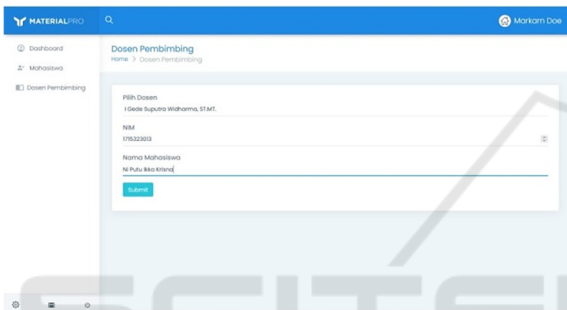 MATERIALPRO
Markarn Doe
Dashboard
Mahasiswa
Dosen Pembimbing
Dosen Pembimbing
Home > Dosen Pembimbing
Pilih Dosen
I Gede Suputra Widharma, ST.MT.
NIM
1715323013
Nama Mahasiswa
Ni Putu Ikka Krisna
Submit